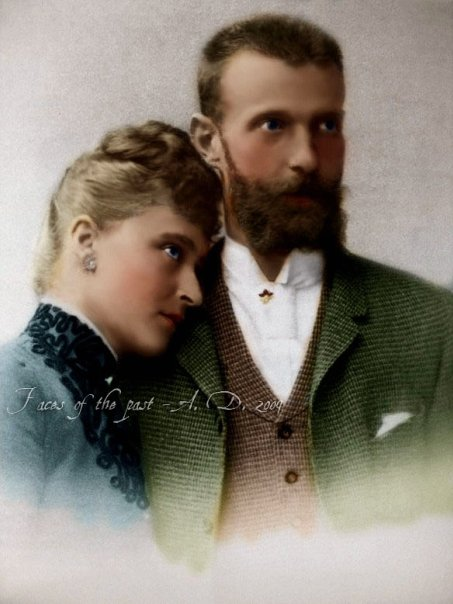 Faces of the past -A. D. 2009